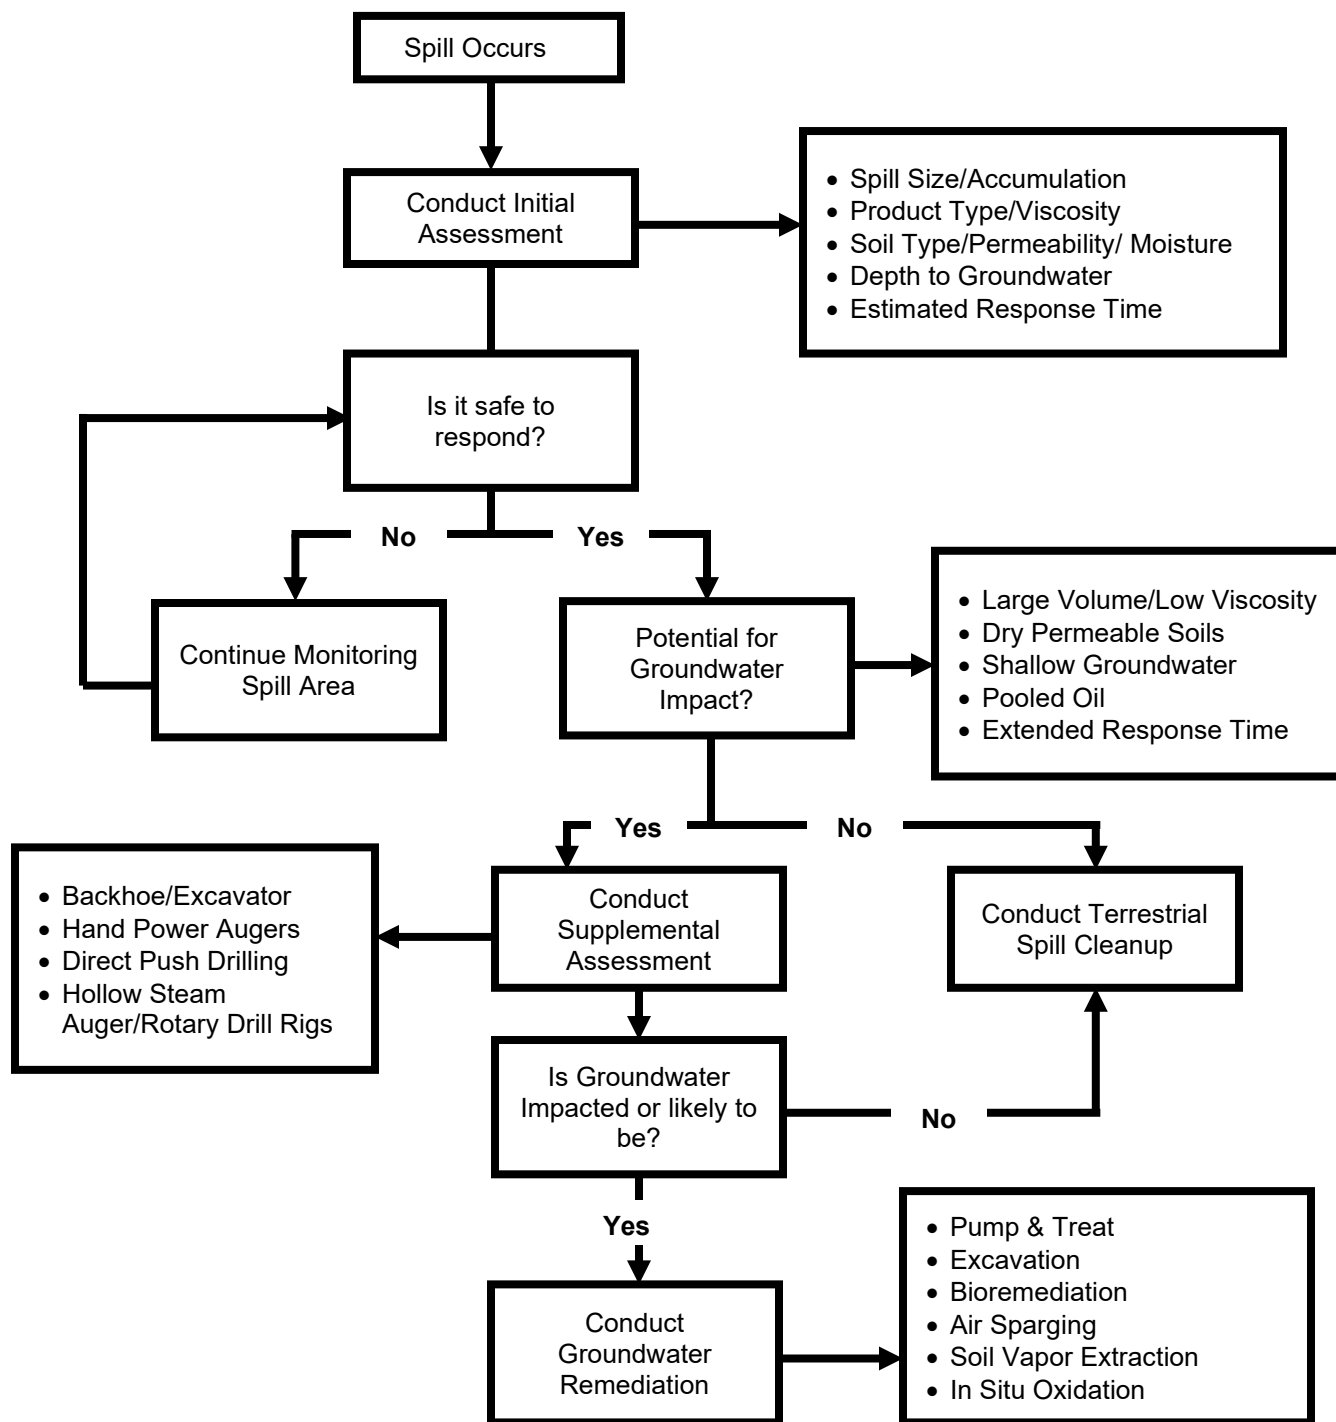 Spill Occurs
Conduct Initial
Assessment
• Spill Size/Accumulation
• Product Type/Viscosity
• Soil Type/Permeability/ Moisture
• Depth to Groundwater
• Estimated Response Time
Is it safe to
respond?
No
Yes
Continue Monitoring
Spill Area
Potential for
Groundwater
Impact?
• Large Volume/Low Viscosity
• Dry Permeable Soils
• Shallow Groundwater
• Pooled Oil
• Extended Response Time
Yes
No
• Backhoe/Excavator
• Hand Power Augers
• Direct Push Drilling
• Hollow Steam
Auger/Rotary Drill Rigs
Conduct
Supplemental
Assessment
Conduct Terrestrial
Spill Cleanup
Is Groundwater
Impacted or likely to
be?
No
Yes
Conduct
Groundwater
Remediation
• Pump & Treat
• Excavation
• Bioremediation
• Air Sparging
• Soil Vapor Extraction
• In Situ Oxidation